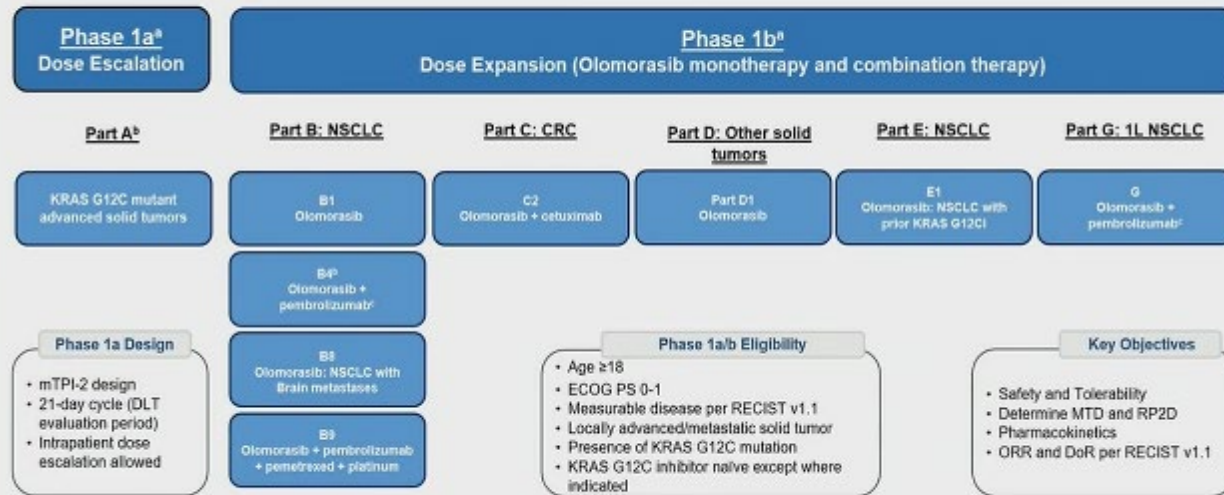 Phase 1aª
Dose Escalation
Phase 1bª
Dose Expansion (Olomorasib monotherapy and combination therapy)
Part Aᵇ
Part B: NSCLC
Part C: CRC
Part D: Other solid
tumors
Part E: NSCLC
Part G: 1L NSCLC
KRAS G12C mutant
advanced solid tumors
B1
Olomorasib
C2
Olomorasib + cetuximab
Part D1
Olomorasib
E1
Olomorasib: NSCLC with
prior KRAS G12Ci
G
Olomorasib +
pembrolizumabᶜ
B4ᵇ
Olomorasib +
pembrolizumabᶜ
B8
Olomorasib: NSCLC with
Brain metastases
B9
Olomorasib + pembrolizumab
+ pemetrexed + platinum
Phase 1a Design
• mTPI-2 design
• 21-day cycle (DLT
evaluation period)
• Intrapatient dose
escalation allowed
Phase 1a/b Eligibility
• Age ≥18
• ECOG PS 0-1
• Measurable disease per RECIST v1.1
• Locally advanced/metastatic solid tumor
• Presence of KRAS G12C mutation
• KRAS G12C inhibitor naïve except where
indicated
Key Objectives
• Safety and Tolerability
• Determine MTD and RP2D
• Pharmacokinetics
• ORR and DoR per RECIST v1.1